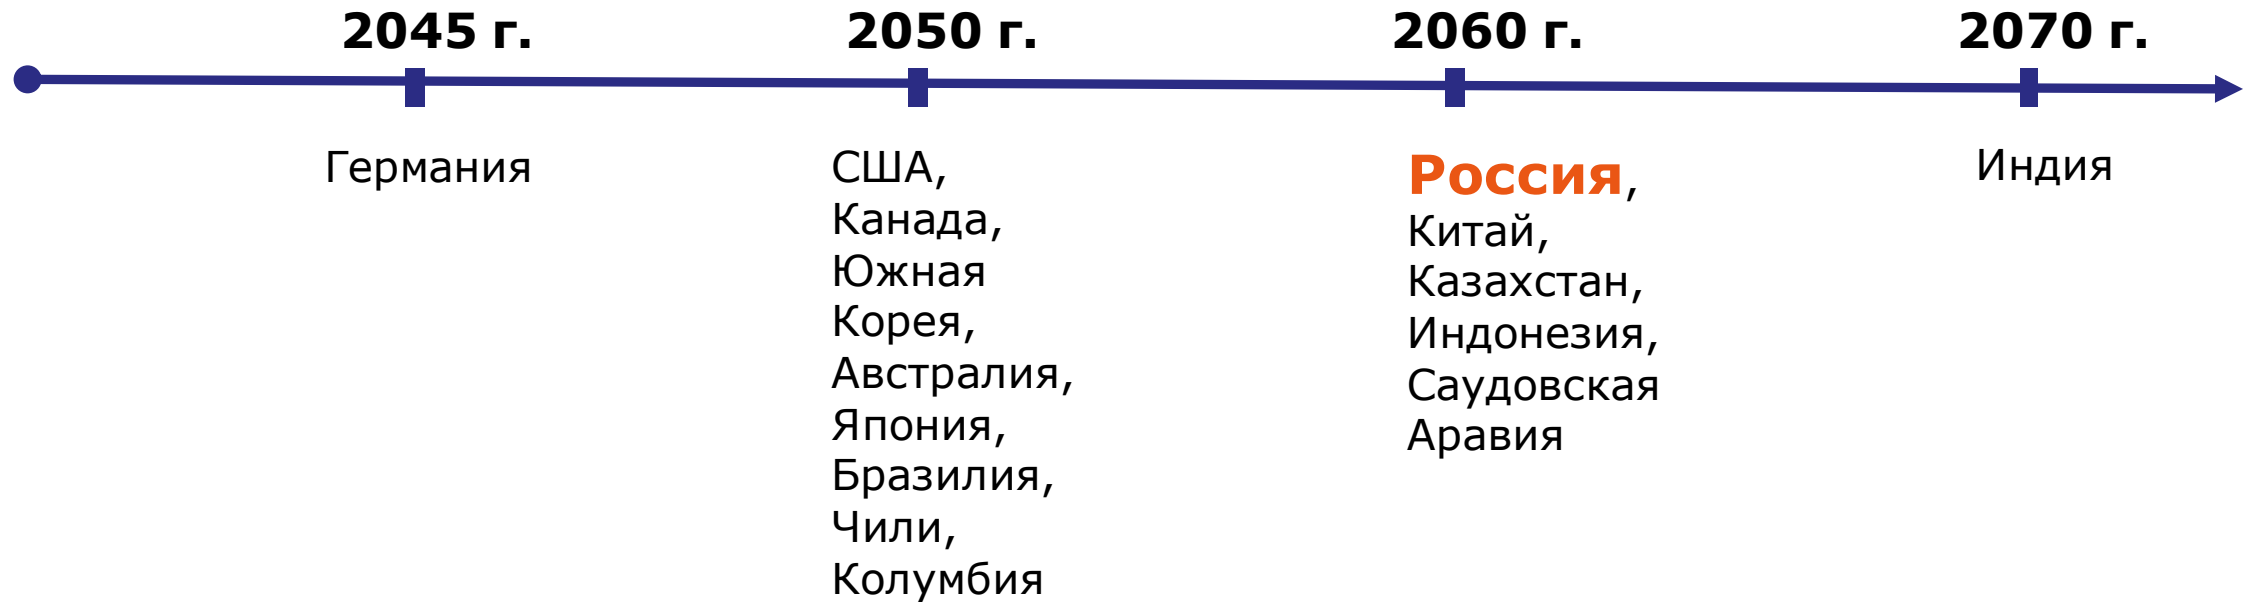 2045 г.
2050 г.
2060 г.
2070 г.
Германия
США,
Канада,
Южная
Корея,
Австралия,
Япония,
Бразилия,
Чили,
Колумбия
Россия,
Китай,
Казахстан,
Индонезия,
Саудовская
Аравия
Индия